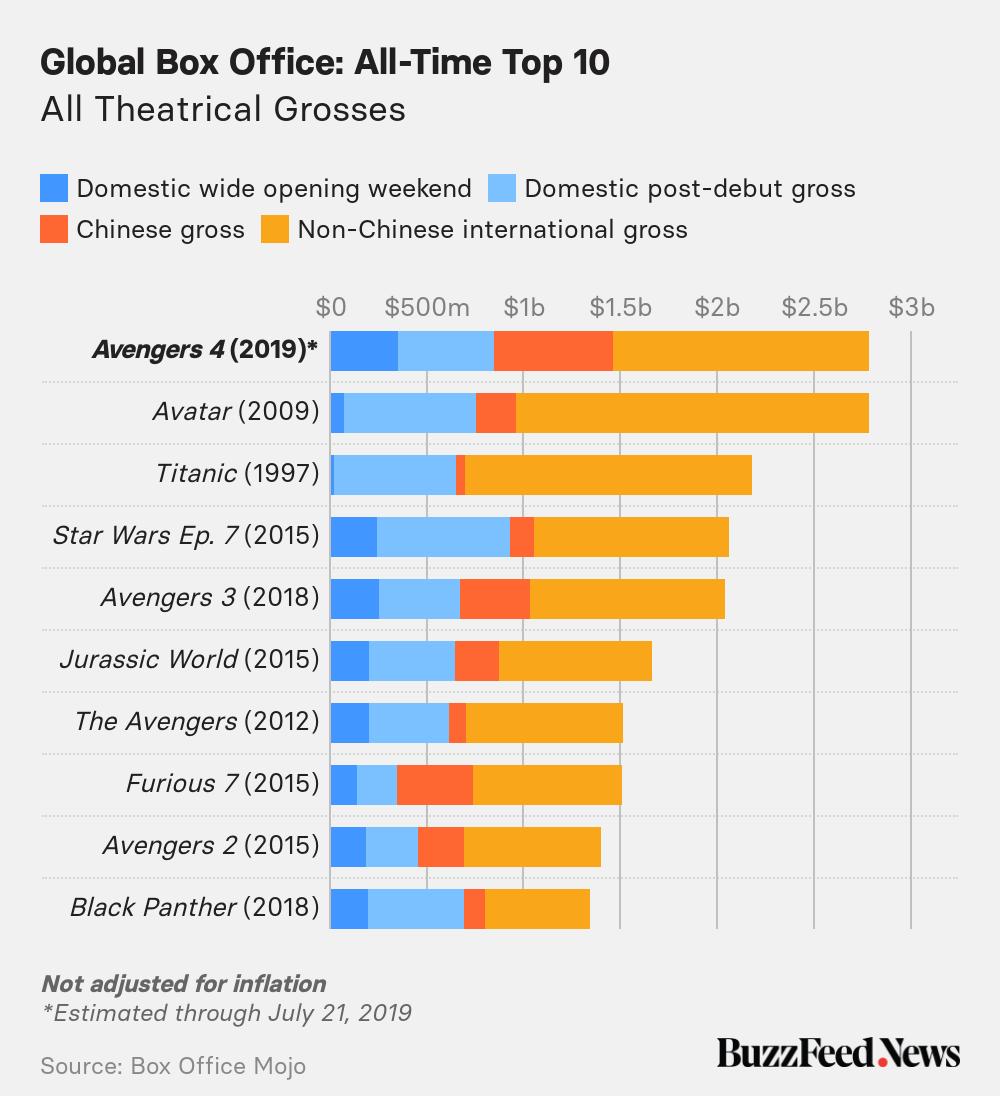 Global Box Office: All-Time Top 10
All Theatrical Grosses
Domestic wide opening weekend Domestic post-debut gross
Chinese gross Non-Chinese international gross
$0 $500m $1b $1.5b $2b $2.5b $3b
Avengers 4 (2019)*
Avatar (2009)
Titanic (1997)
Star Wars Ep. 7 (2015)
Avengers 3 (2018)
Jurassic World (2015)
The Avengers (2012)
Furious 7 (2015)
Avengers 2 (2015)
Black Panther (2018)
Not adjusted for inflation
*Estimated through July 21, 2019
Source: Box Office Mojo
BuzzFeed.News